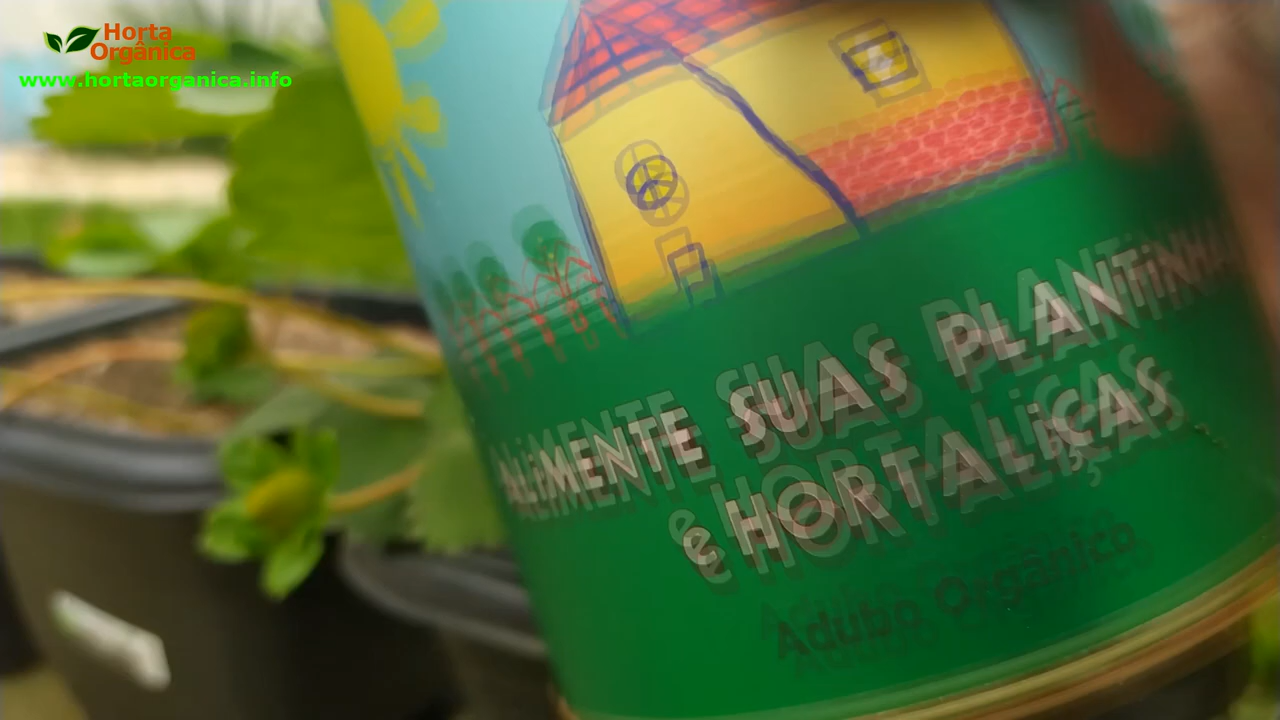 Horta
Orgânica
www.hortaorganica.info
ALiMENTE SUAS PLANTiNHAS
e HORTALiÇAS
Adubo Orgânico